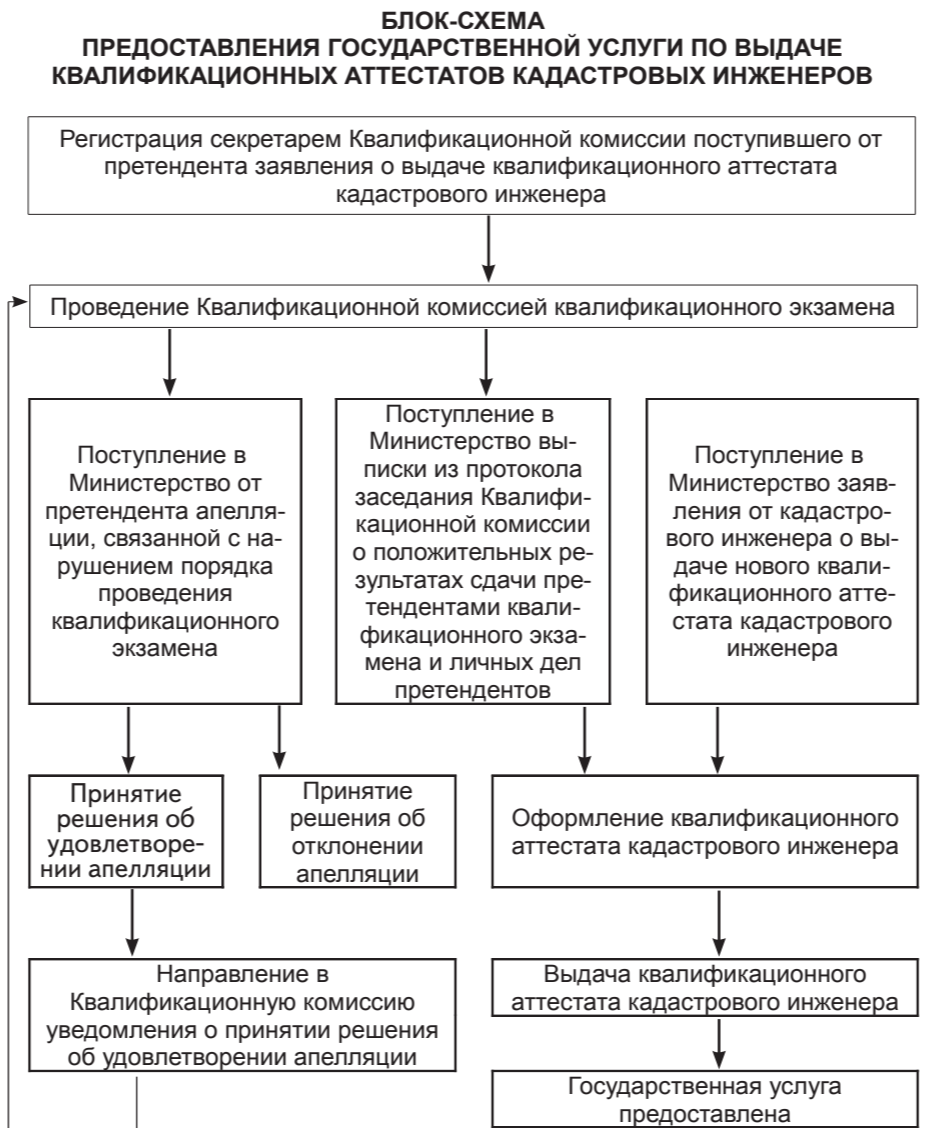 БЛОК-СХЕМА
ПРЕДОСТАВЛЕНИЯ ГОСУДАРСТВЕННОЙ УСЛУГИ ПО ВЫДАЧЕ
КВАЛИФИКАЦИОННЫХ АТТЕСТАТОВ КАДАСТРОВЫХ ИНЖЕНЕРОВ
Регистрация секретарем Квалификационной комиссии поступившего от
претендента заявления о выдаче квалификационного аттестата
кадастрового инженера
Проведение Квалификационной комиссией квалификационного экзамена
Поступление в
Министерство от
претендента апелля-
ции, связанной с на-
рушением порядка
проведения
квалификационного
экзамена
Поступление в
Министерство вы-
писки из протокола
заседания Квалифи-
кационной комиссии
о положительных ре-
зультатах сдачи пре-
тендентами квали-
фикационного экза-
мена и личных дел
претендентов
Поступление в
Министерство заяв-
ления от кадастро-
вого инженера о вы-
даче нового квали-
фикационного атте-
стата кадастрового
инженера
Принятие
решения об
удовлетворе-
нии апелляции
Принятие
решения об
отклонении
апелляции
Оформление квалификационного
аттестата кадастрового инженера
Направление в
Квалификационную комиссию
уведомления о принятии решения
об удовлетворении апелляции
Выдача квалификационного
аттестата кадастрового инженера
Государственная услуга
предоставлена